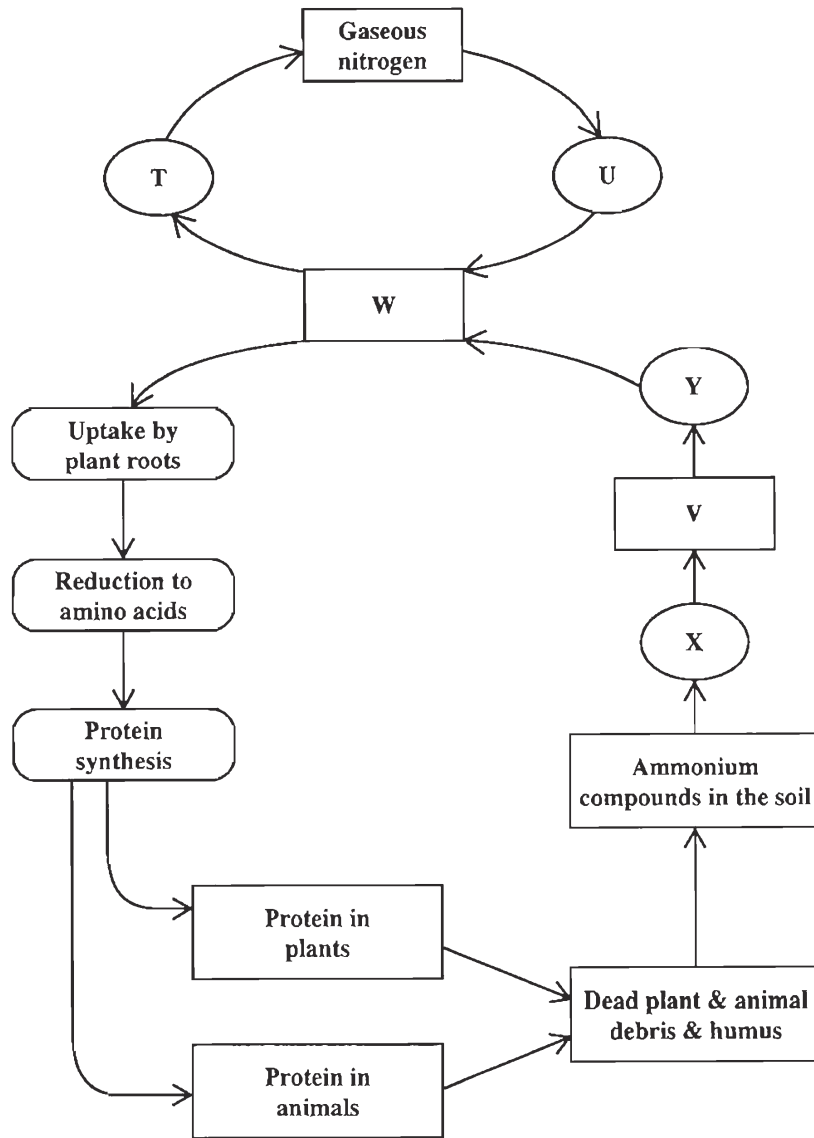 Gaseous
nitrogen
T
U
W
Y
Uptake by
plant roots
V
Reduction to
amino acids
X
Protein
synthesis
Ammonium
compounds in the soil
Protein in
plants
Dead plant & animal
debris & humus
Protein in
animals